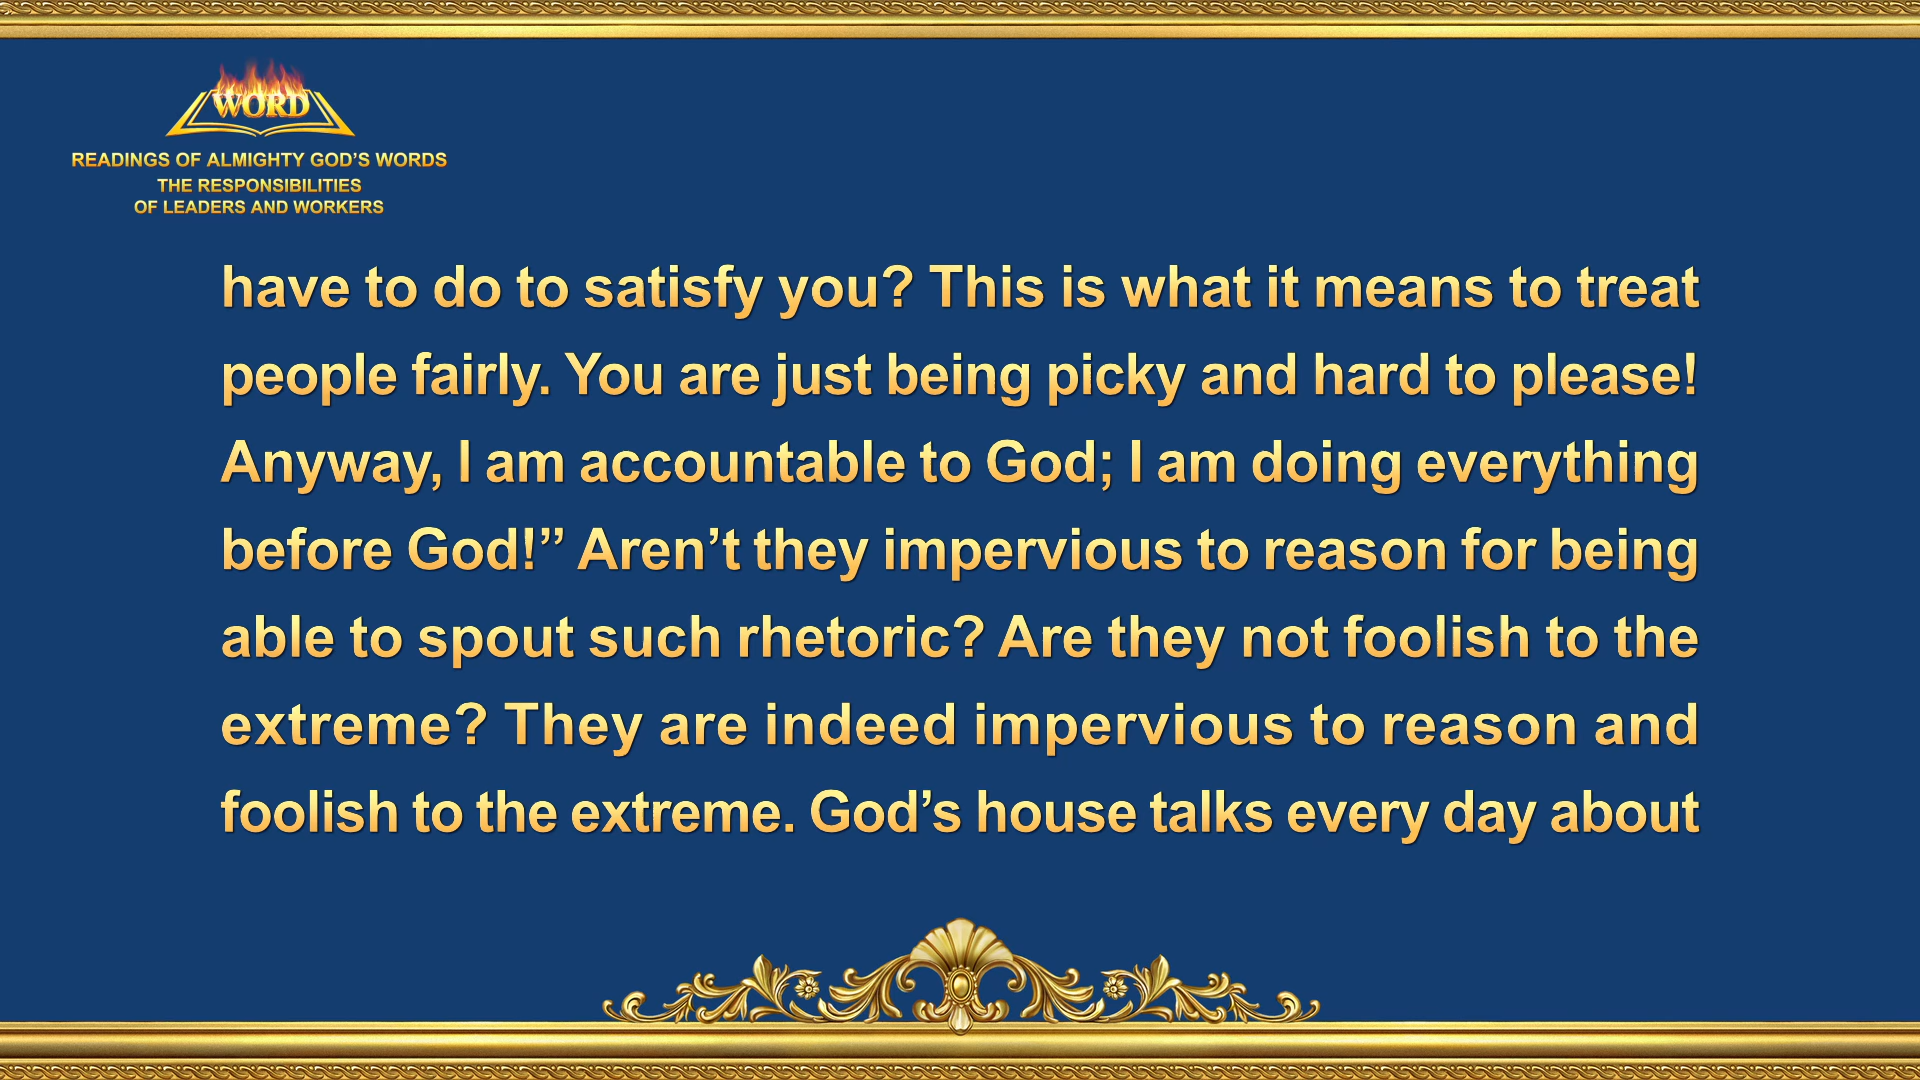 WORD
READINGS OF ALMIGHTY GOD’S WORDS
THE RESPONSIBILITIES
OF LEADERS AND WORKERS
have to do to satisfy you? This is what it means to treat
people fairly. You are just being picky and hard to please!
Anyway, I am accountable to God; I am doing everything
before God!” Aren’t they impervious to reason for being
able to spout such rhetoric? Are they not foolish to the
extreme? They are indeed impervious to reason and
foolish to the extreme. God’s house talks every day about